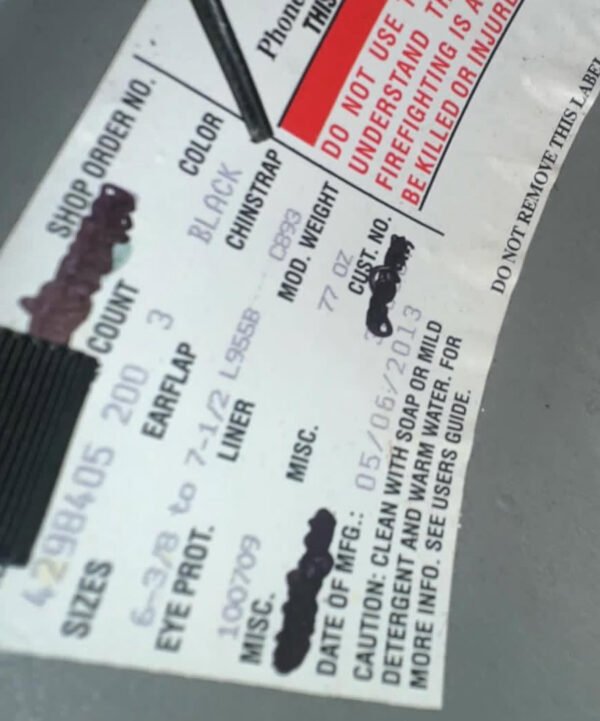 Phone
THIS
DO NOT USE T
UNDERSTAND TH
FIREFIGHTING IS A
BE KILLED OR INJURE
SHOP ORDER NO.
COUNT COLOR
4298405 200 3 BLACK
SIZES EARFLAP CHINSTRAP
6-3/8 to 7-1/2 L955B C893
EYE PROT. LINER MOD. WEIGHT
100709 77 OZ
MISC. MISC. CUST. NO.
DATE OF MFG.: 05/06/2013
CAUTION: CLEAN WITH SOAP OR MILD
DETERGENT AND WARM WATER. FOR
MORE INFO. SEE USERS GUIDE.
DO NOT REMOVE THIS LABEL